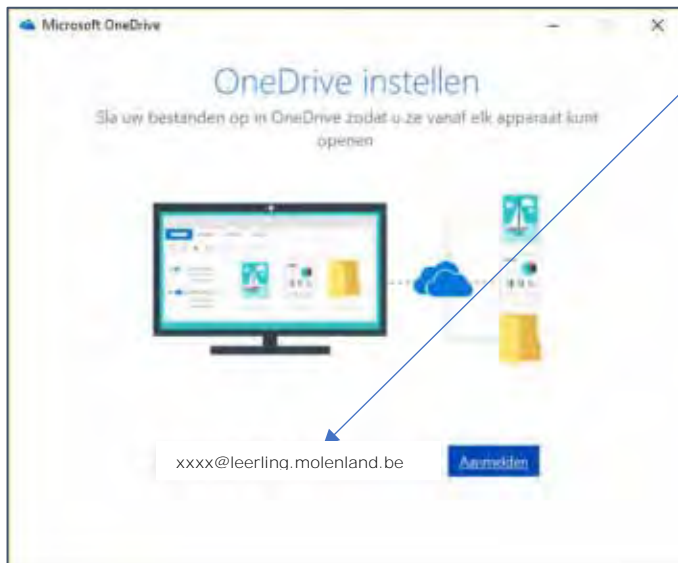 Microsoft OneDrive
OneDrive instellen
Sla uw bestanden op in OneDrive zodat u ze vanaf elk apparaat kunt
openen
xxxx@leerling.molenland.be
Aanmelden